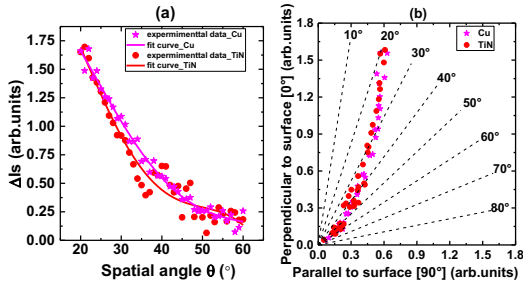 (a)
experimmenttal data_Cu
fit curve_Cu
experimmental data_TiN
fit curve_TiN
ΔIs (arb.units)
1.75
1.50
1.25
1.00
0.75
0.50
0.25
0.00
20 30 40 50 60
Spatial angle θ (°)
(b)
Cu
TiN
10° 20° 30°
40°
50°
60°
70°
80°
Perpendicular to surface [0°] (arb.units)
1.8
1.5
1.2
0.9
0.6
0.3
0.0
0.0 0.3 0.6 0.9 1.2 1.5 1.8
Parallel to surface [90°] (arb.units)